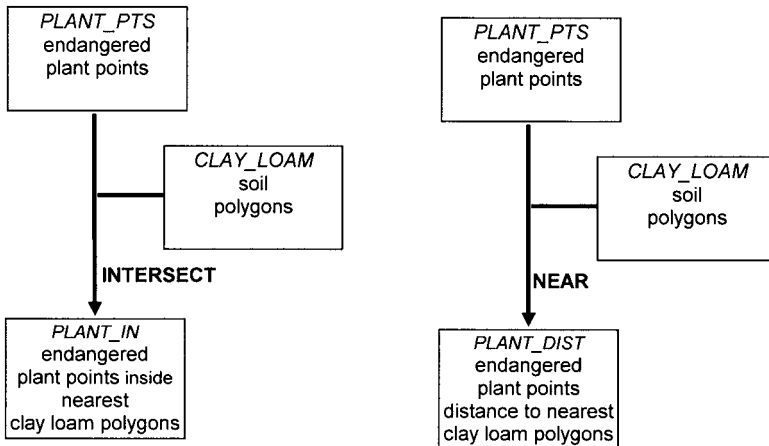 PLANT_PTS
endangered
plant points
CLAY_LOAM
soil
polygons
INTERSECT
PLANT_IN
endangered
plant points inside
nearest
clay loam polygons
PLANT_PTS
endangered
plant points
CLAY_LOAM
soil
polygons
NEAR
PLANT_DIST
endangered
plant points
distance to nearest
clay loam polygons